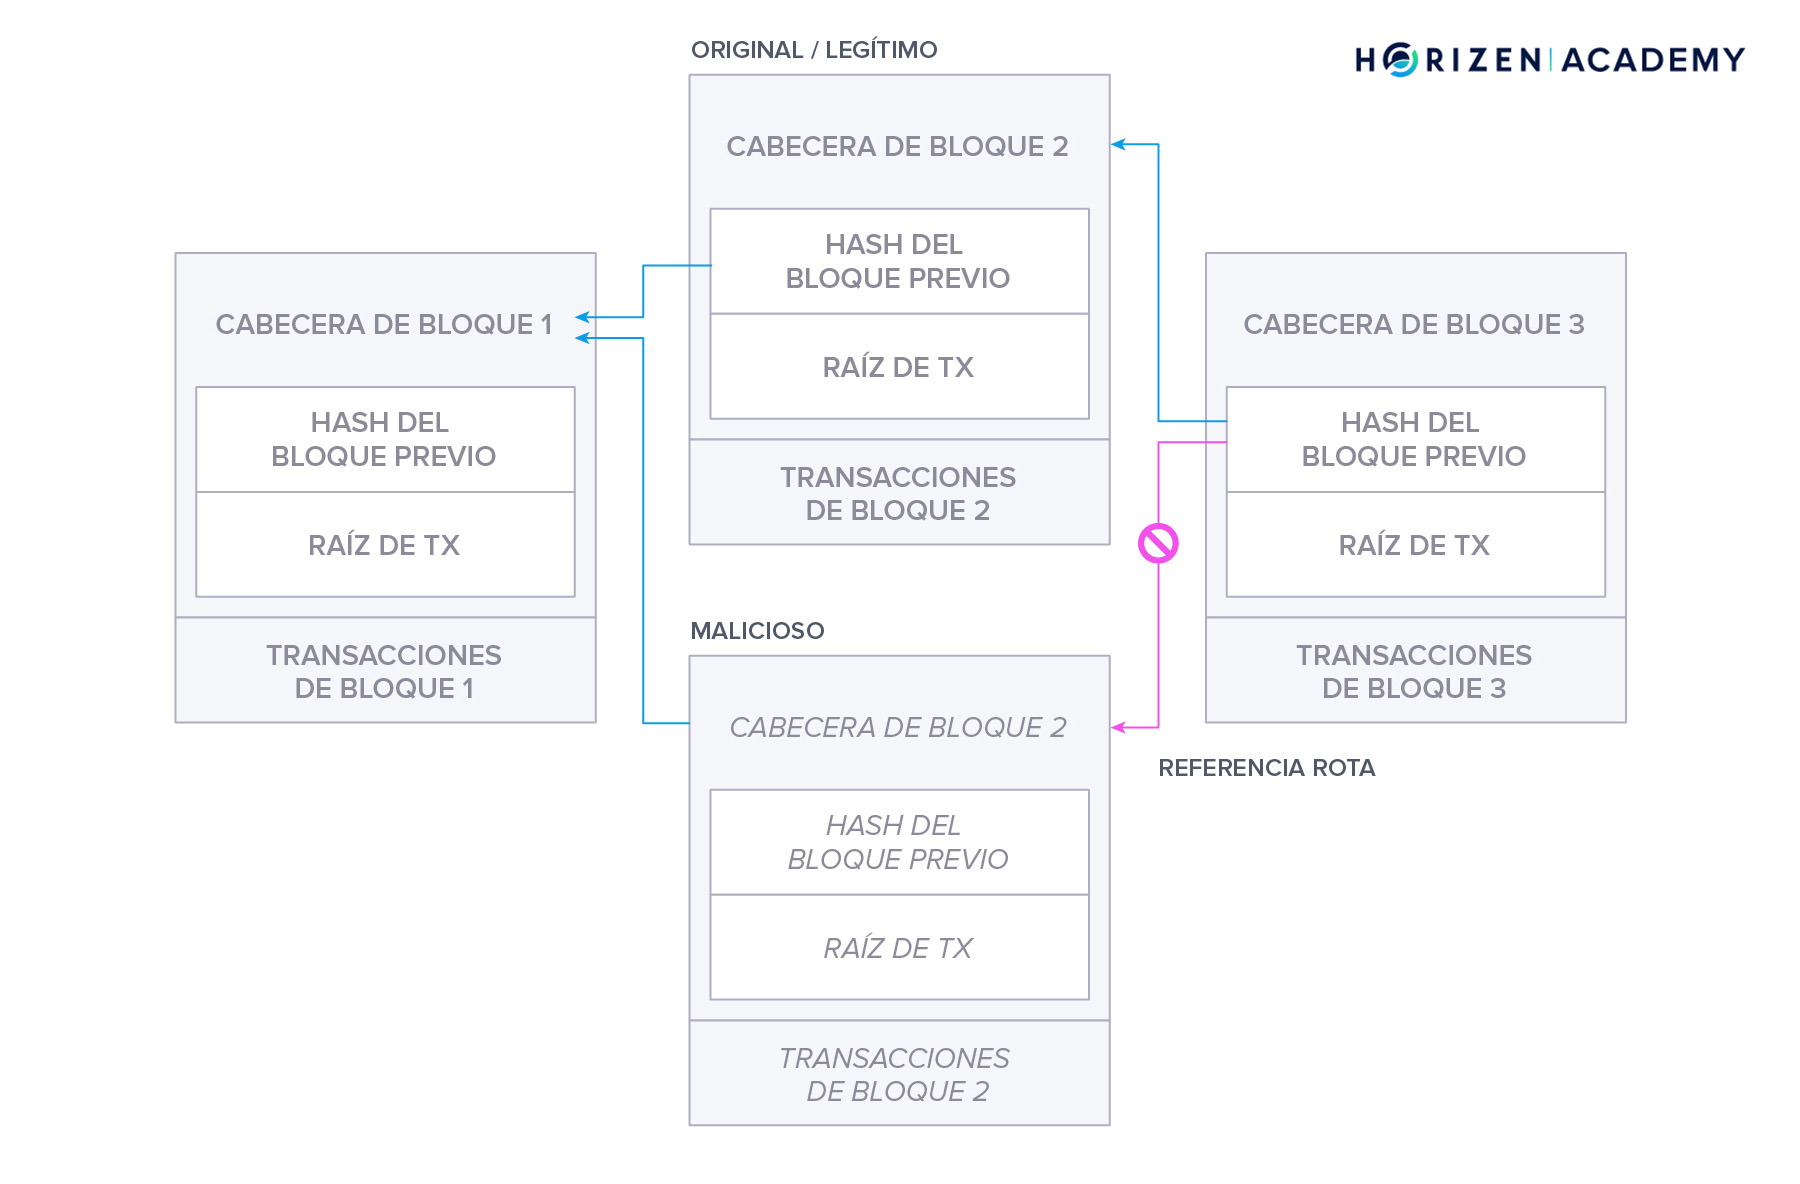 HORIZEN | ACADEMY
ORIGINAL / LEGÍTIMO
CABECERA DE BLOQUE 2
HASH DEL
BLOQUE PREVIO
RAÍZ DE TX
TRANSACCIONES
DE BLOQUE 2
CABECERA DE BLOQUE 1
HASH DEL
BLOQUE PREVIO
RAÍZ DE TX
TRANSACCIONES
DE BLOQUE 1
CABECERA DE BLOQUE 3
HASH DEL
BLOQUE PREVIO
RAÍZ DE TX
TRANSACCIONES
DE BLOQUE 3
MALICIOSO
CABECERA DE BLOQUE 2
HASH DEL
BLOQUE PREVIO
RAÍZ DE TX
TRANSACCIONES
DE BLOQUE 2
REFERENCIA ROTA